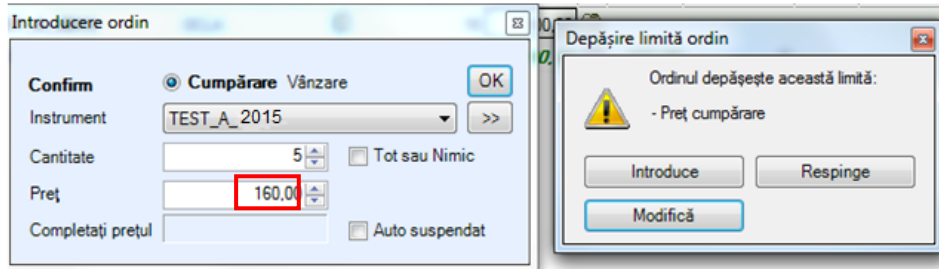 Introducere ordin
Confirm Cumpărare Vânzare OK
Instrument TEST_A_2015 >>
Cantitate 5 Tot sau Nimic
Preț 160,00
Completați prețul Auto suspendat
Depășire limită ordin
Ordinul depășește această limită:
- Preț cumpărare
Introduce Respinge
Modifică